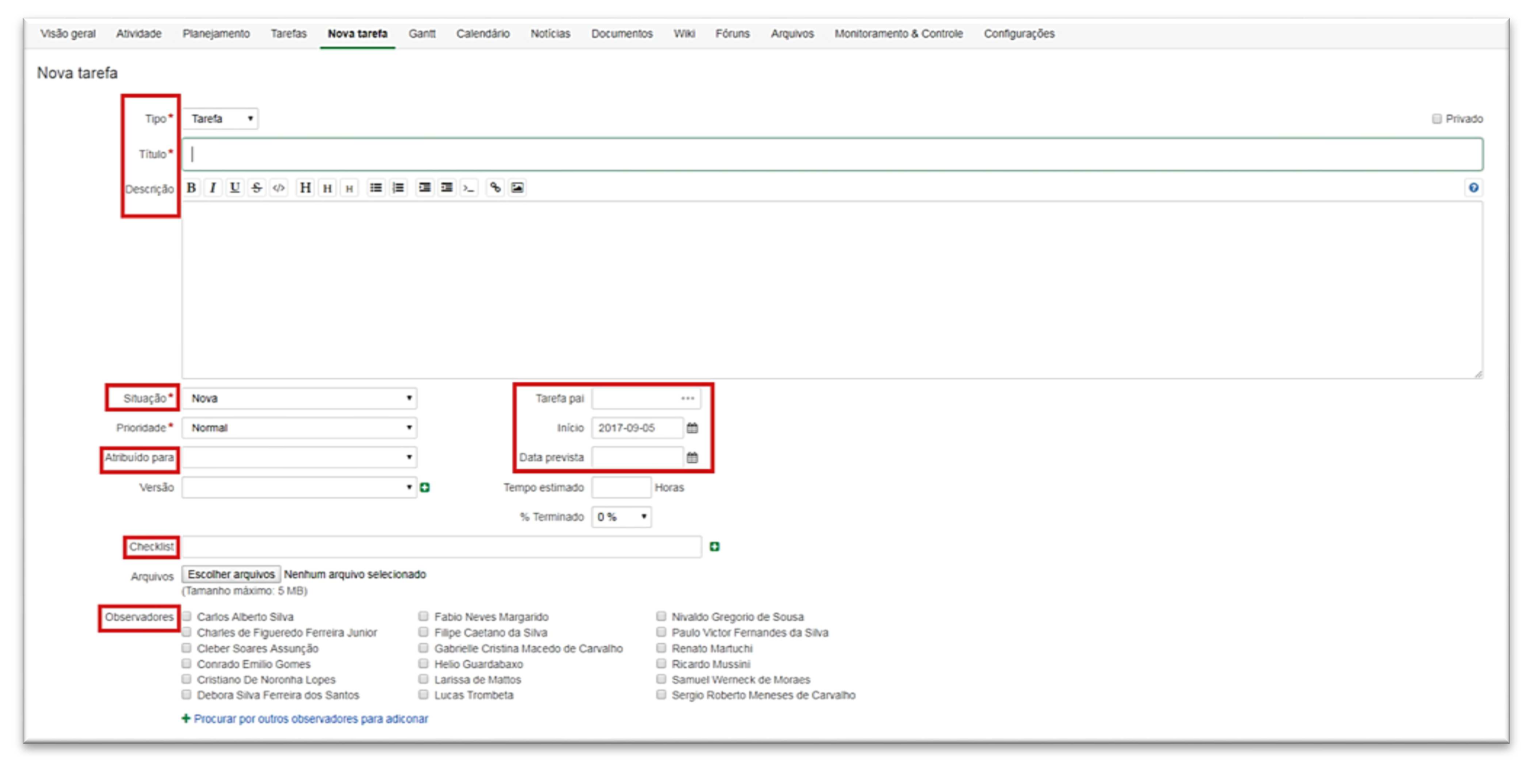 Visão geral Atividade Planejamento Tarefas Nova tarefa Gantt Calendário Notícias Documentos Wiki Fóruns Arquivos Monitoramento & Controle Configurações
Nova tarefa
Tipo* Tarefa Privado
Título*
Descrição B I U S </> H H H
Situação* Nova Tarefa pai
Prioridade* Normal Início 2017-09-05
Atribuído para Data prevista
Versão Tempo estimado Horas
% Terminado 0 %
Checklist
Arquivos Escolher arquivos Nenhum arquivo selecionado
(Tamanho máximo: 5 MB)
Observadores Carlos Alberto Silva Fabio Neves Margarido Nivaldo Gregorio de Sousa
Charles de Figueredo Ferreira Junior Filipe Caetano da Silva Paulo Victor Fernandes da Silva
Cleber Soares Assunção Gabrielle Cristina Macedo de Carvalho Renato Martuchi
Conrado Emilio Gomes Helio Guardabaxo Ricardo Mussini
Cristiano De Noronha Lopes Larissa de Mattos Samuel Werneck de Moraes
Debora Silva Ferreira dos Santos Lucas Trombeta Sergio Roberto Meneses de Carvalho
Procurar por outros observadores para adiconar